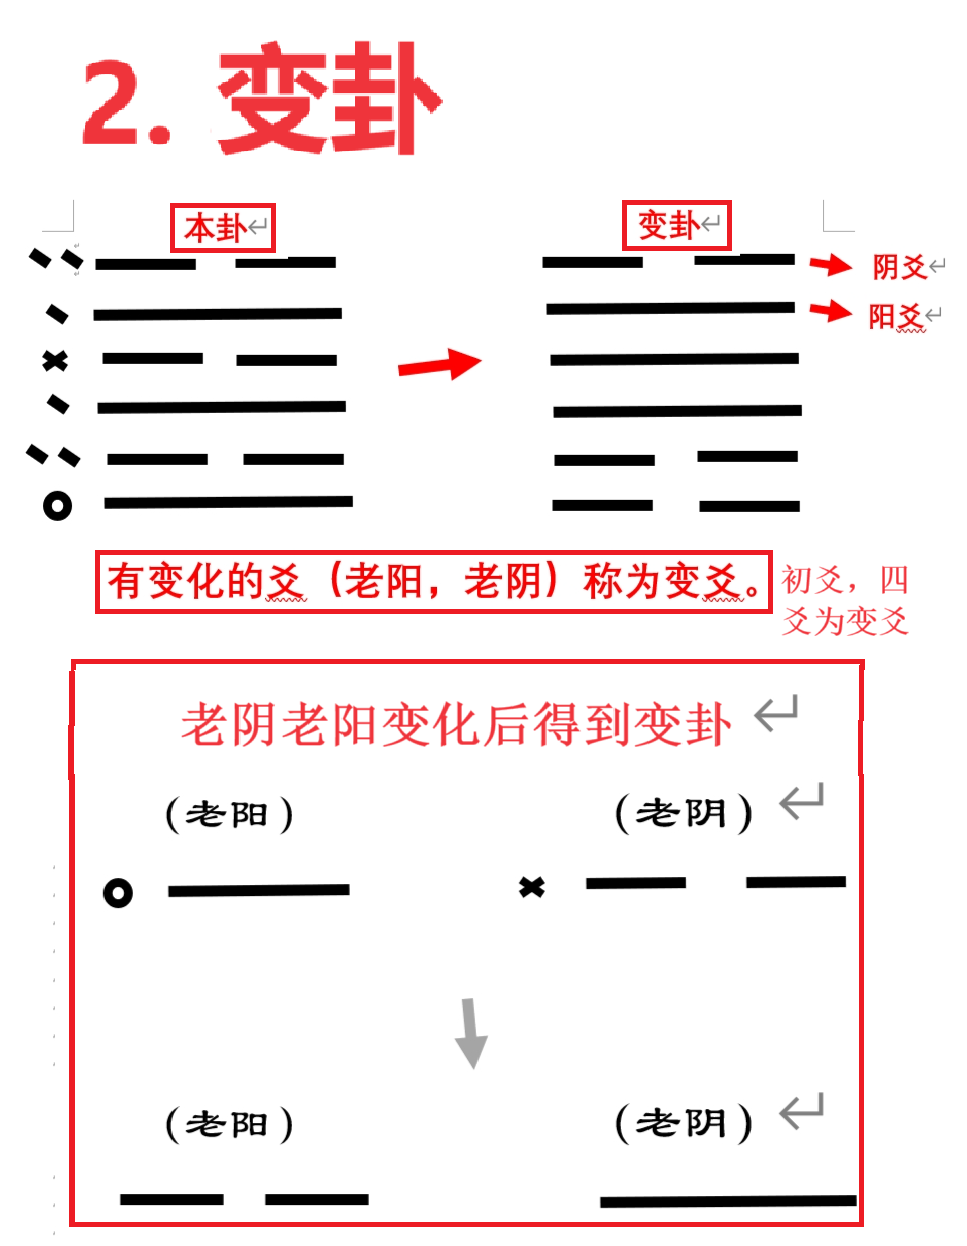 2. 变卦
本卦↵
变卦↵
阴爻↵
阳爻↵
有变化的爻（老阳，老阴）称为变爻。
初爻，四
爻为变爻
老阴老阳变化后得到变卦↵
（老阳）
（老阴）↵
（老阳）
（老阴）↵